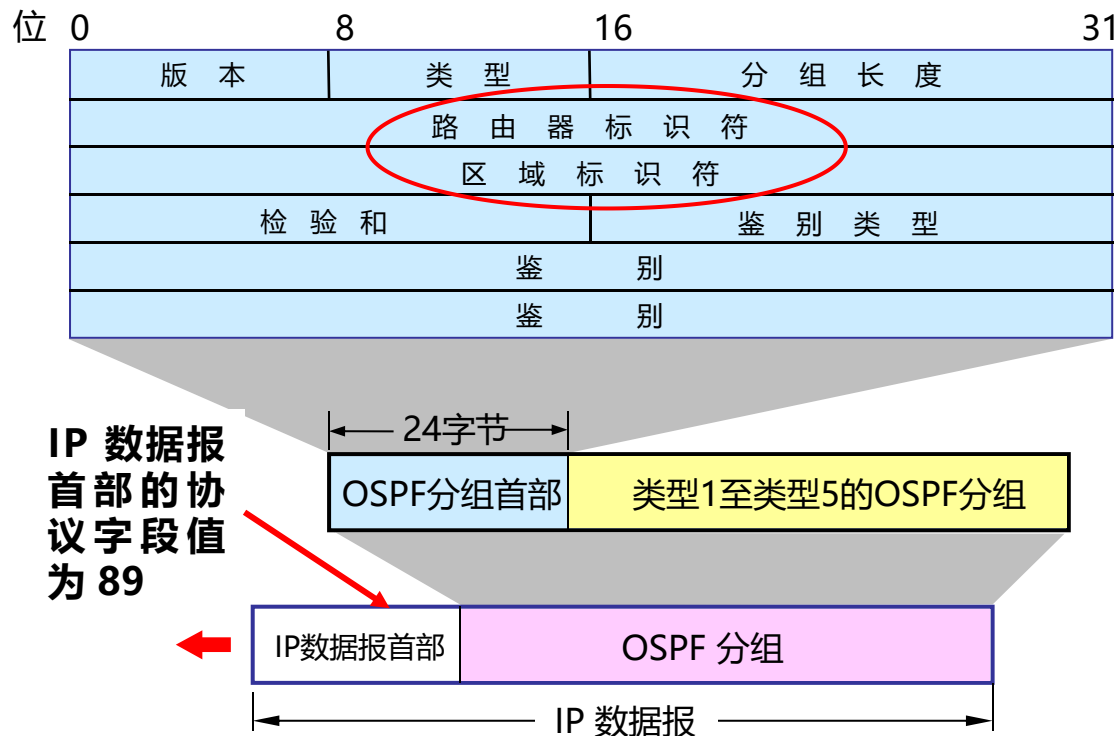 位 0 8 16 31
版 本 类 型 分 组 长 度
路 由 器 标 识 符
区 域 标 识 符
检 验 和 鉴 别 类 型
鉴 别
鉴 别
24字节
IP 数据报
首部的协
议字段值
为 89
OSPF分组首部 类型1至类型5的OSPF分组
IP数据报首部 OSPF 分组
IP 数据报